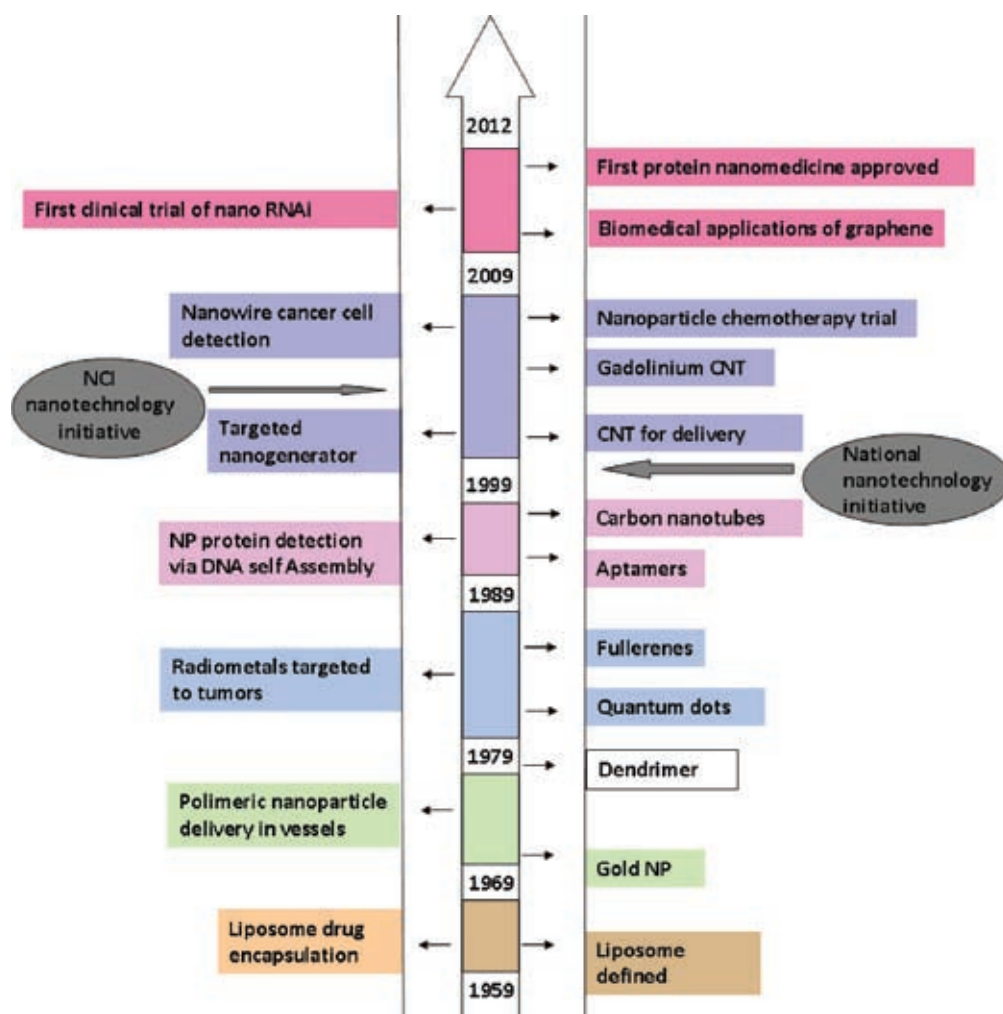 2012
First protein nanomedicine approved
First clinical trial of nano RNAi
Biomedical applications of graphene
2009
Nanowire cancer cell
detection
Nanoparticle chemotherapy trial
Gadolinium CNT
NCI
nanotechnology
initiative
Targeted
nanogenerator
CNT for delivery
National
nanotechnology
initiative
1999
Carbon nanotubes
NP protein detection
via DNA self Assembly
Aptamers
1989
Fullerenes
Radiometals targeted
to tumors
Quantum dots
1979
Dendrimer
Polimeric nanoparticle
delivery in vessels
Gold NP
1969
Liposome drug
encapsulation
Liposome
defined
1959